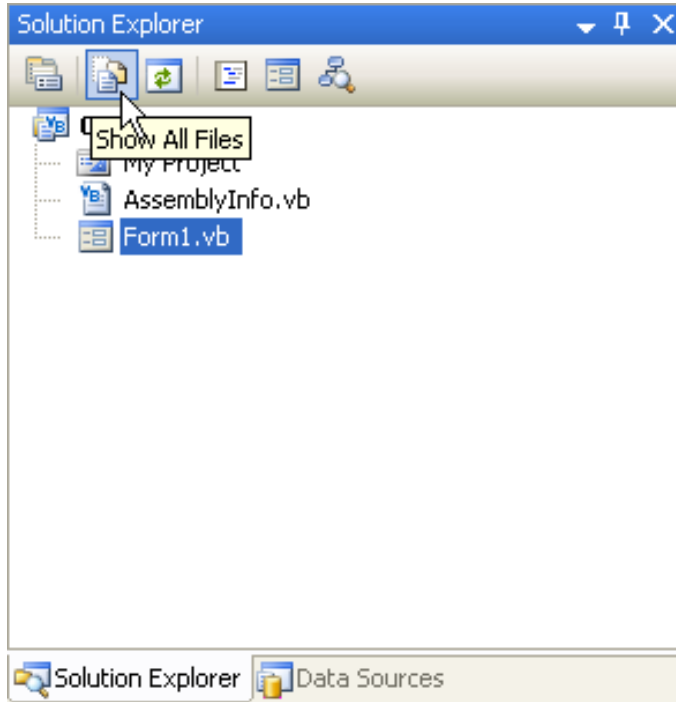 Solution Explorer
Show All Files
My Project
AssemblyInfo.vb
Form1.vb
Solution Explorer Data Sources